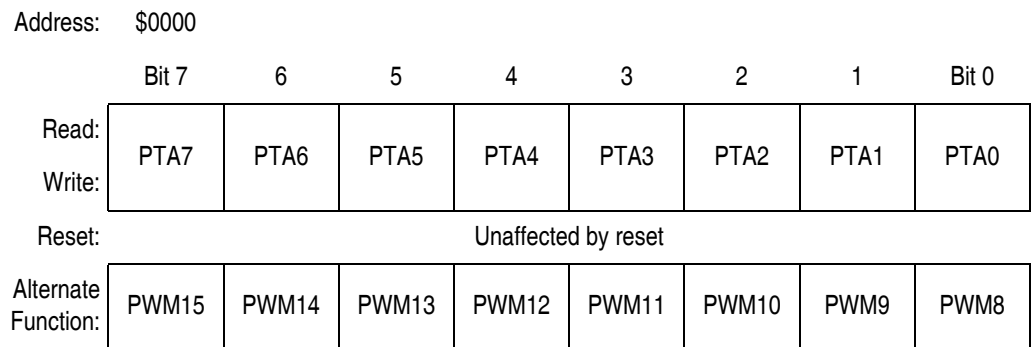 Address: $0000
Bit 7 6 5 4 3 2 1 Bit 0
Read:
PTA7 PTA6 PTA5 PTA4 PTA3 PTA2 PTA1 PTA0
Write:
Reset: Unaffected by reset
Alternate
Function: PWM15 PWM14 PWM13 PWM12 PWM11 PWM10 PWM9 PWM8